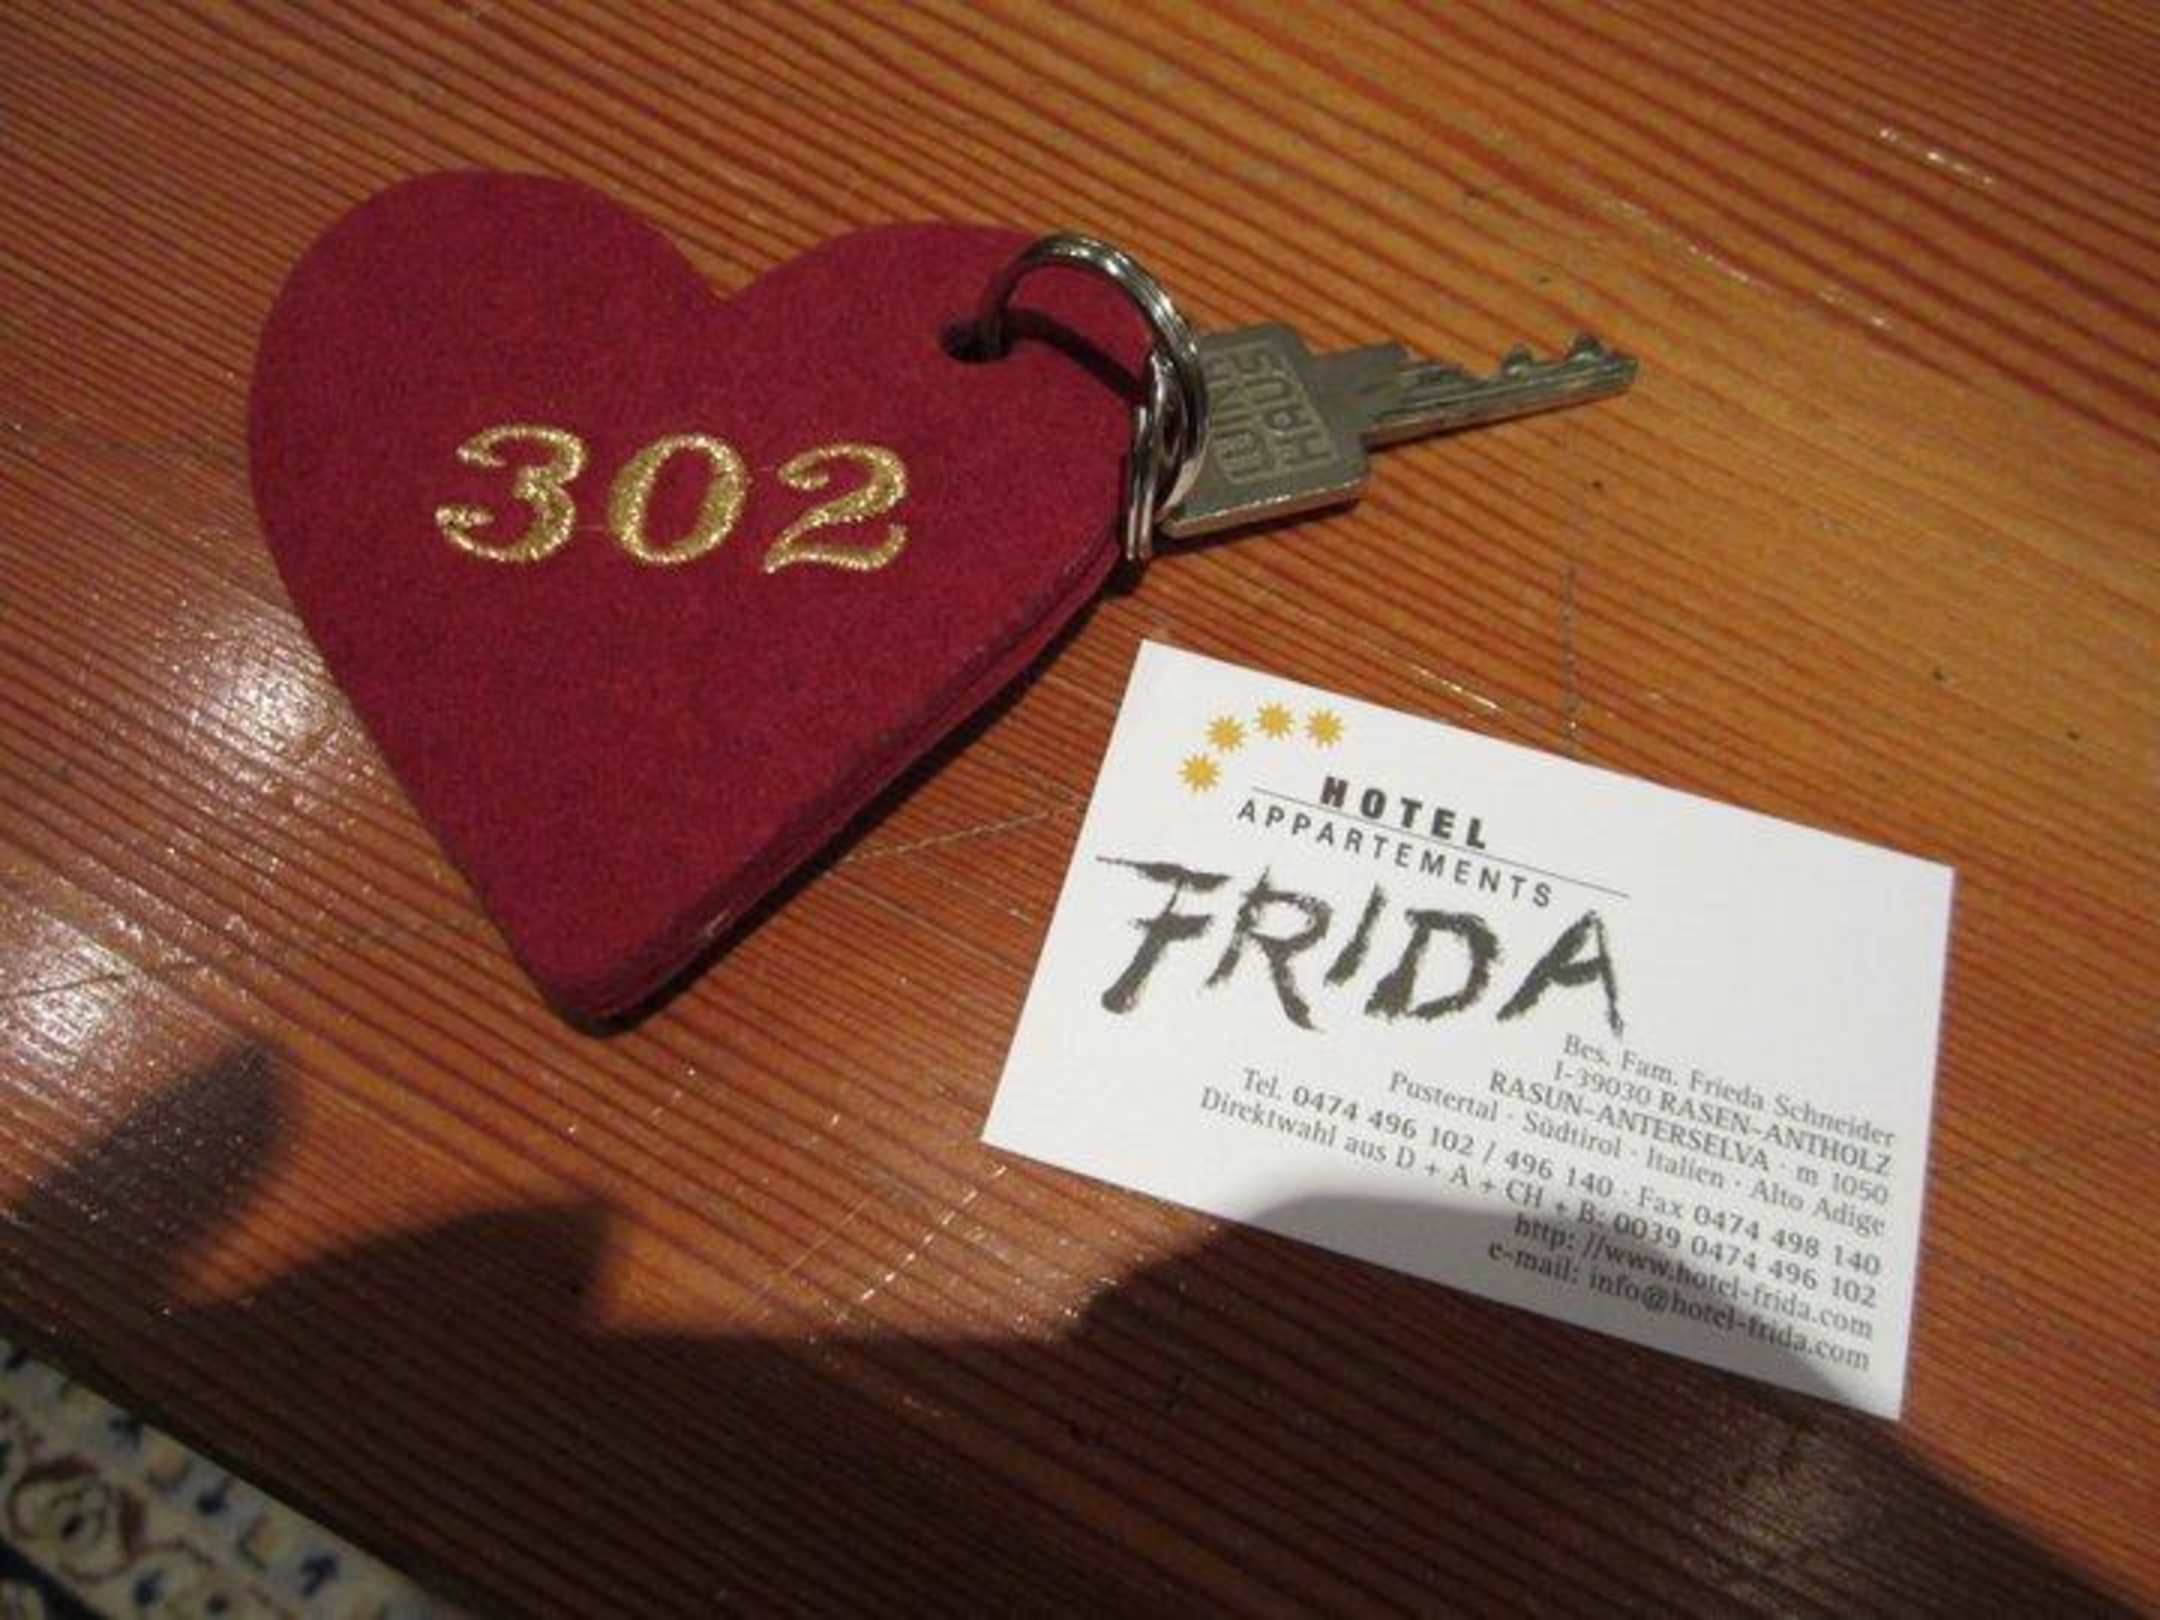 302
WINK
HAUS
HOTEL
APPARTEMENTS
FRIDA
Bes. Fam. Frieda Schneider
I-39030 RASEN-ANTHOLZ
RASUN-ANTERSELVA · m 1050
Pustertal · Südtirol · Italien · Alto Adige
Tel. 0474 496 102 / 496 140 · Fax 0474 498 140
Direktwahl aus D + A + CH + B: 0039 0474 496 102
http: //www.hotel-frida.com
e-mail: info@hotel-frida.com